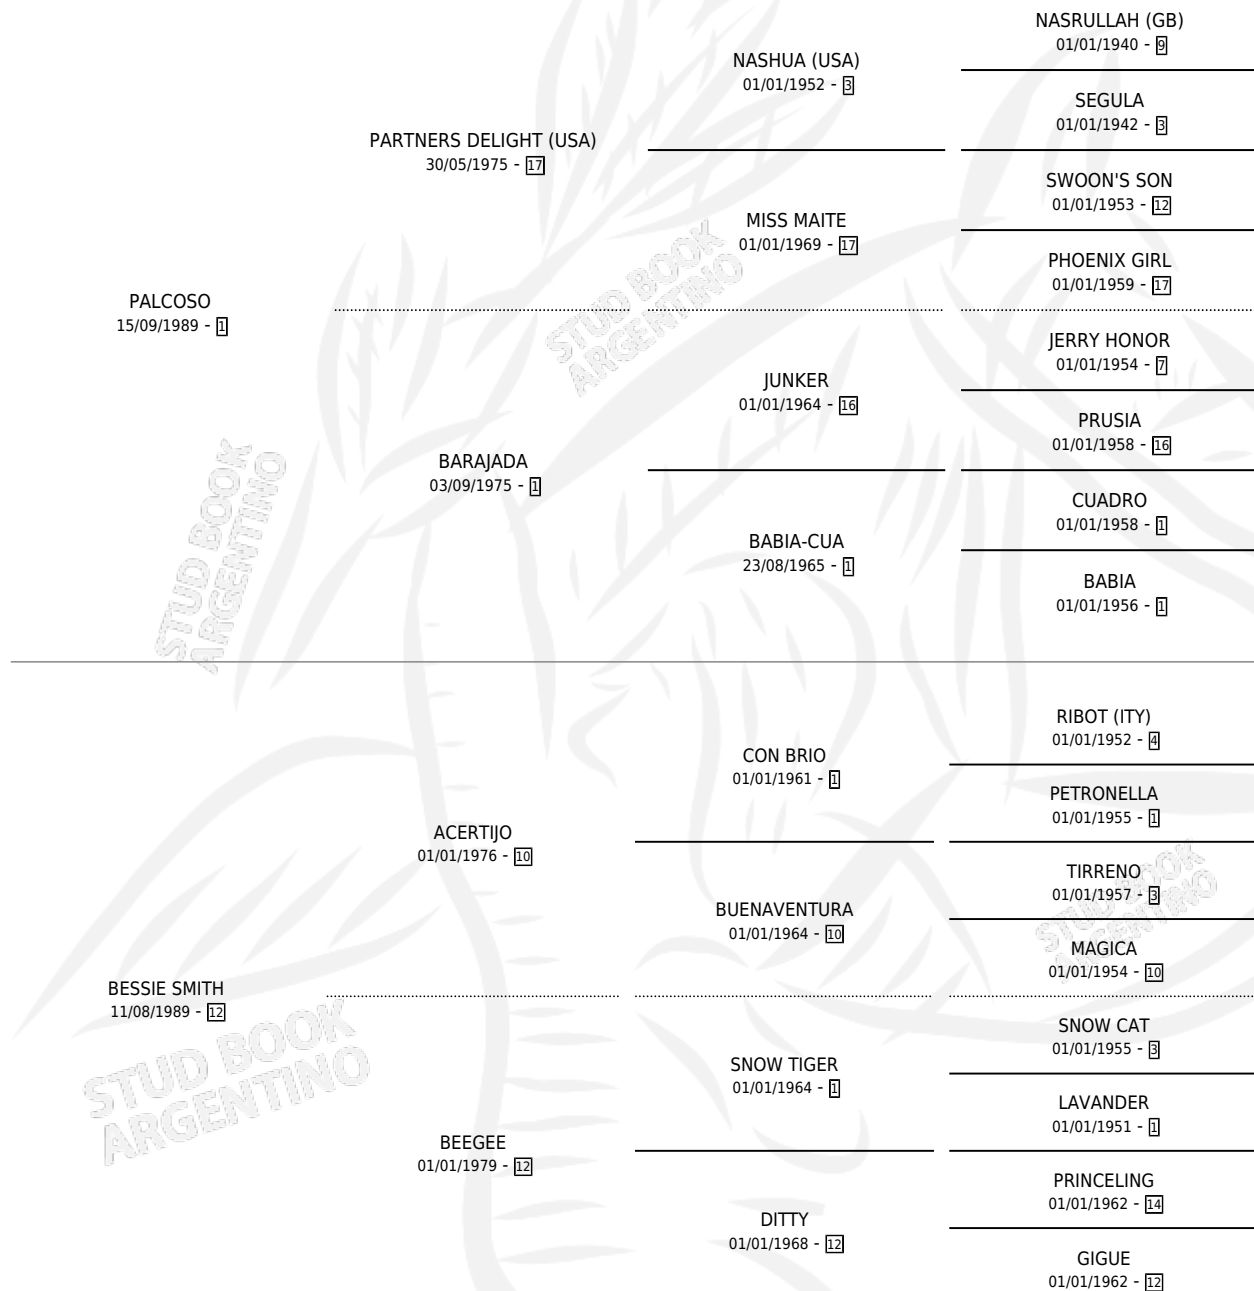 NASRULLAH (GB)
01/01/1940 - 9
NASHUA (USA)
01/01/1952 - 3
SEGULA
01/01/1942 - 3
PARTNERS DELIGHT (USA)
30/05/1975 - 17
SWOON'S SON
01/01/1953 - 12
MISS MAITE
01/01/1969 - 17
PHOENIX GIRL
01/01/1959 - 17
PALCOSO
15/09/1989 - 1
JERRY HONOR
01/01/1954 - 7
JUNKER
01/01/1964 - 16
PRUSIA
01/01/1958 - 16
BARAJADA
03/09/1975 - 1
CUADRO
01/01/1958 - 1
BABIA-CUA
23/08/1965 - 1
BABIA
01/01/1956 - 1
RIBOT (ITY)
01/01/1952 - 4
CON BRIO
01/01/1961 - 1
PETRONELLA
01/01/1955 - 1
ACERTIJO
01/01/1976 - 10
TIRRENO
01/01/1957 - 3
BUENAVENTURA
01/01/1964 - 10
MAGICA
01/01/1954 - 10
BESSIE SMITH
11/08/1989 - 12
SNOW CAT
01/01/1955 - 3
SNOW TIGER
01/01/1964 - 1
LAVANDER
01/01/1951 - 1
BEEGEE
01/01/1979 - 12
PRINCELING
01/01/1962 - 14
DITTY
01/01/1968 - 12
GIGUE
01/01/1962 - 12
STUD BOOK
ARGENTINO
STUD BOOK
ARGENTINO
STUD BOOK
ARGENTINO
STUD BOOK
ARGENTINO